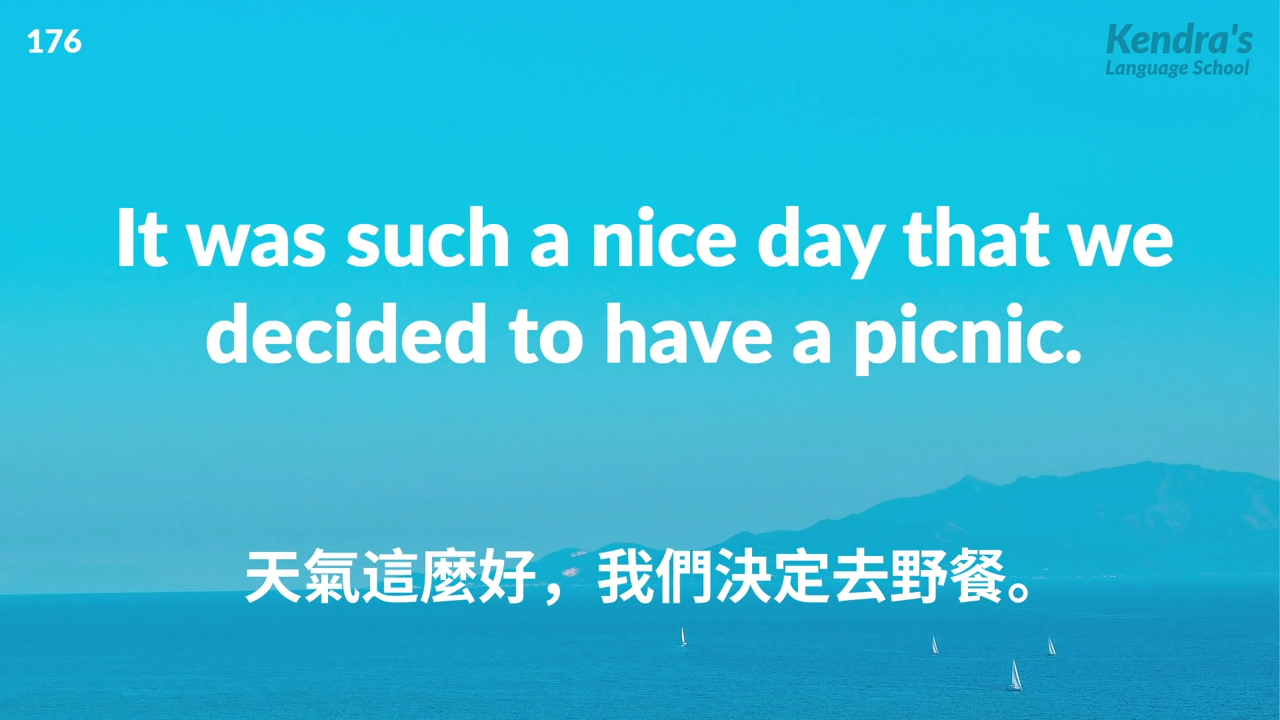 176
Kendra's
Language School
It was such a nice day that we
decided to have a picnic.
天氣這麼好，我們決定去野餐。